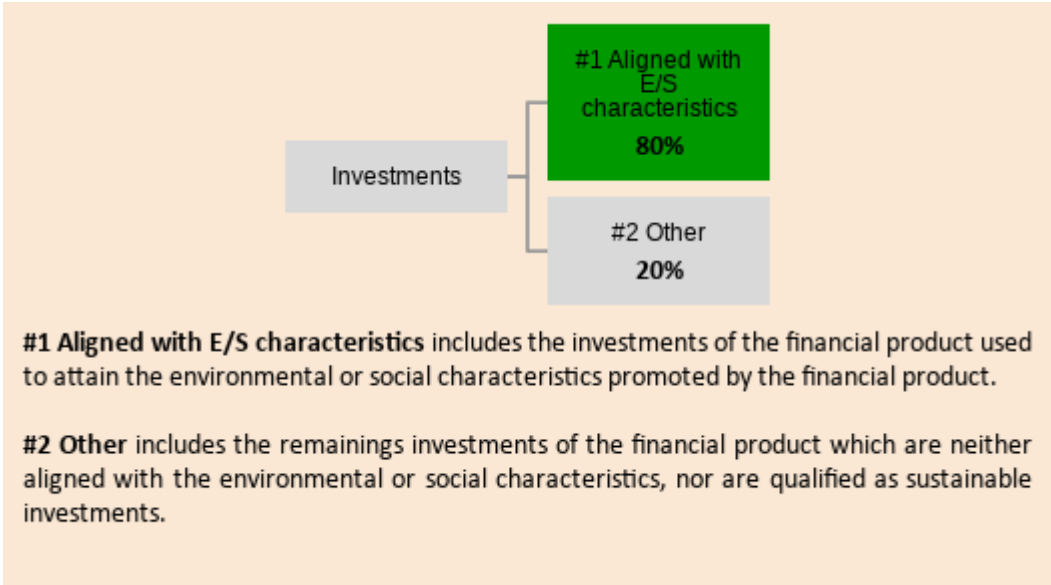 #1 Aligned with
E/S
characteristics
80%
Investments
#2 Other
20%
#1 Aligned with E/S characteristics includes the investments of the financial product used
to attain the environmental or social characteristics promoted by the financial product.
#2 Other includes the remainings investments of the financial product which are neither
aligned with the environmental or social characteristics, nor are qualified as sustainable
investments.